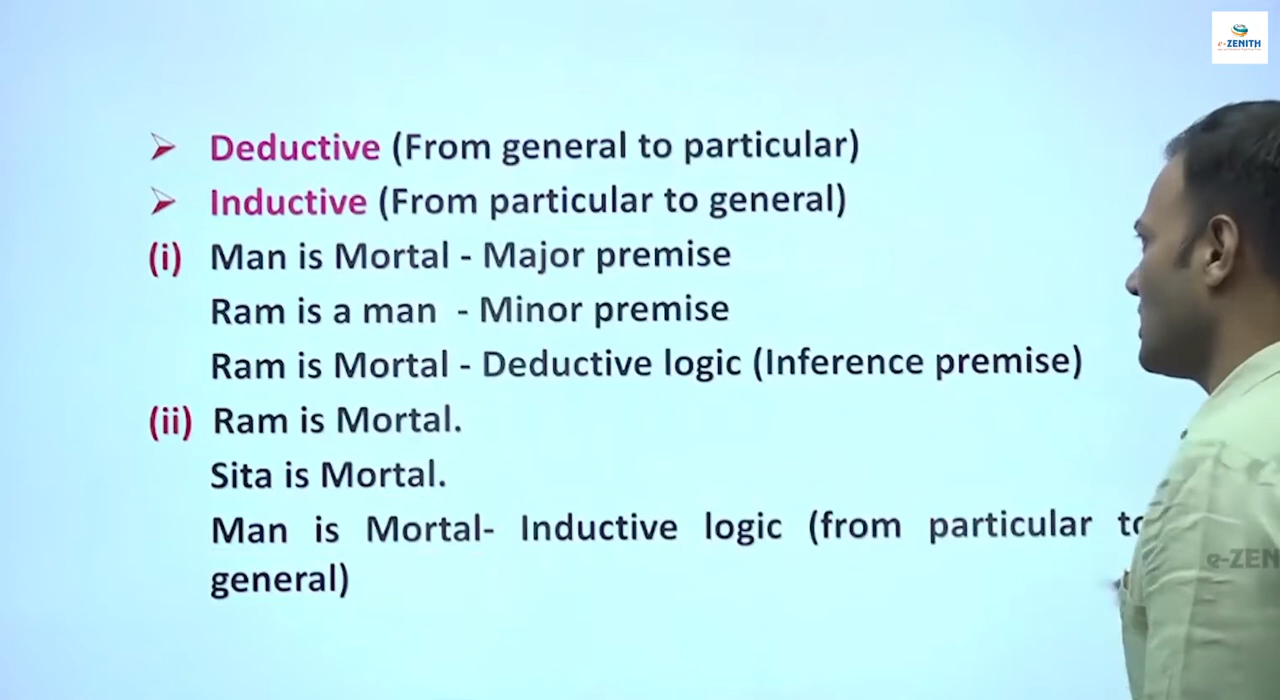 e-ZENITH
➢ Deductive (From general to particular)
➢ Inductive (From particular to general)
(i) Man is Mortal - Major premise
Ram is a man - Minor premise
Ram is Mortal - Deductive logic (Inference premise)
(ii) Ram is Mortal.
Sita is Mortal.
Man is Mortal- Inductive logic (from particular to
general)
e-ZEN